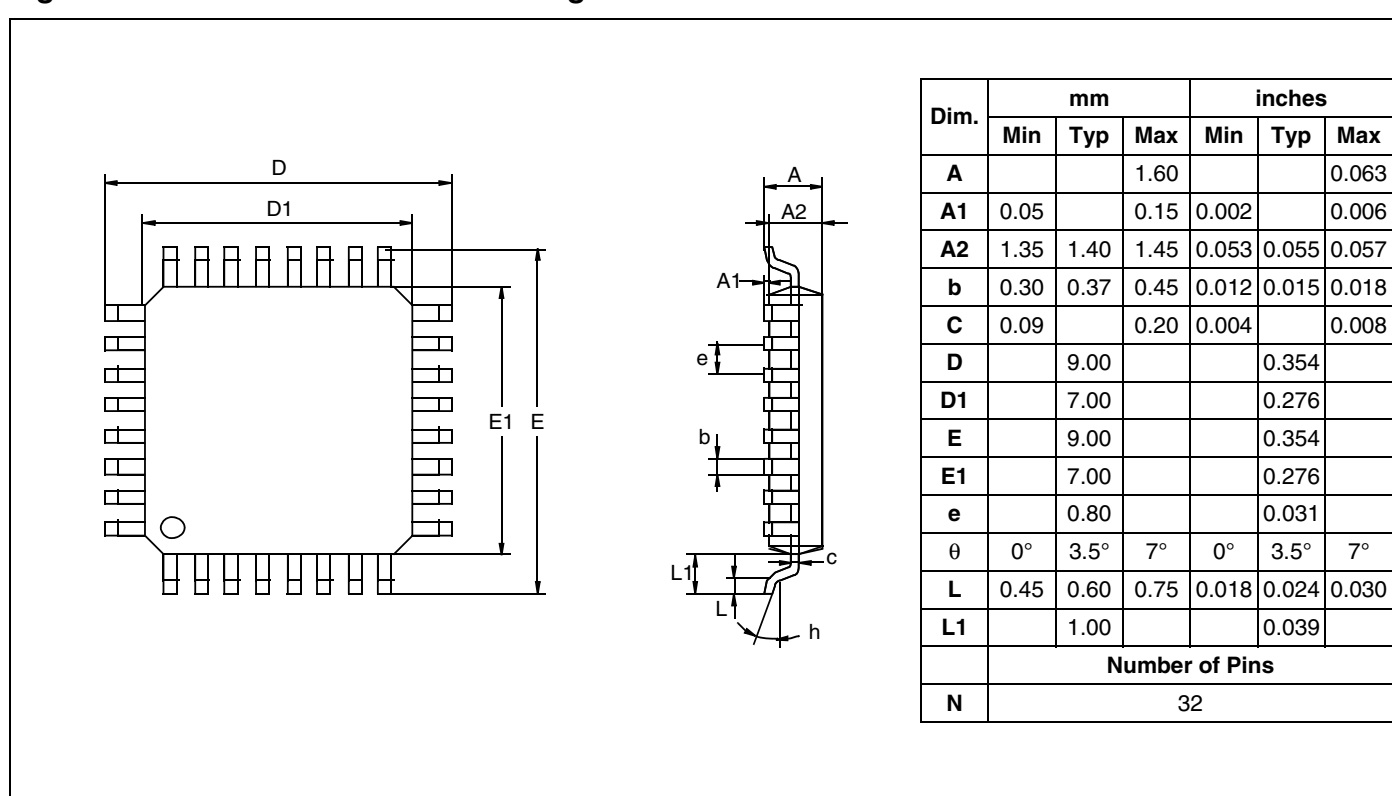 D
D1
E1 E
A
A2
A1
e
b
c
L1
L
h
Dim. mm inches
Min Typ Max Min Typ Max
A 1.60 0.063
A1 0.05 0.15 0.002 0.006
A2 1.35 1.40 1.45 0.053 0.055 0.057
b 0.30 0.37 0.45 0.012 0.015 0.018
C 0.09 0.20 0.004 0.008
D 9.00 0.354
D1 7.00 0.276
E 9.00 0.354
E1 7.00 0.276
e 0.80 0.031
θ 0° 3.5° 7° 0° 3.5° 7°
L 0.45 0.60 0.75 0.018 0.024 0.030
L1 1.00 0.039
Number of Pins
N 32